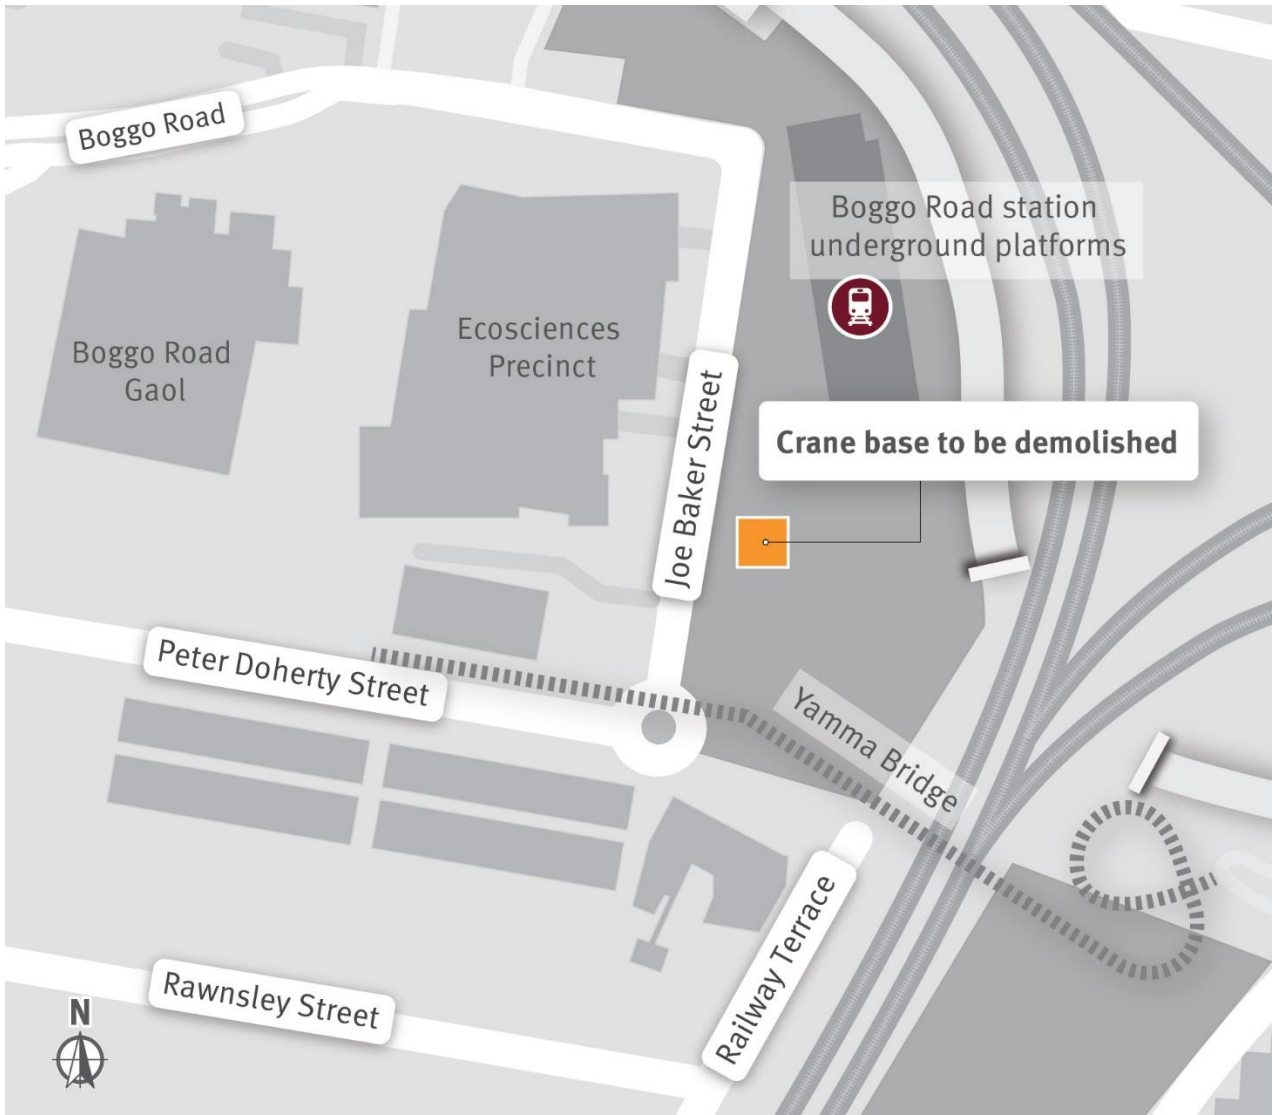 Boggo Road
Boggo Road station
underground platforms
Boggo Road
Gaol
Ecosciences
Precinct
Joe Baker Street
Crane base to be demolished
Peter Doherty Street
Yamma Bridge
Railway Terrace
Rawnsley Street
N